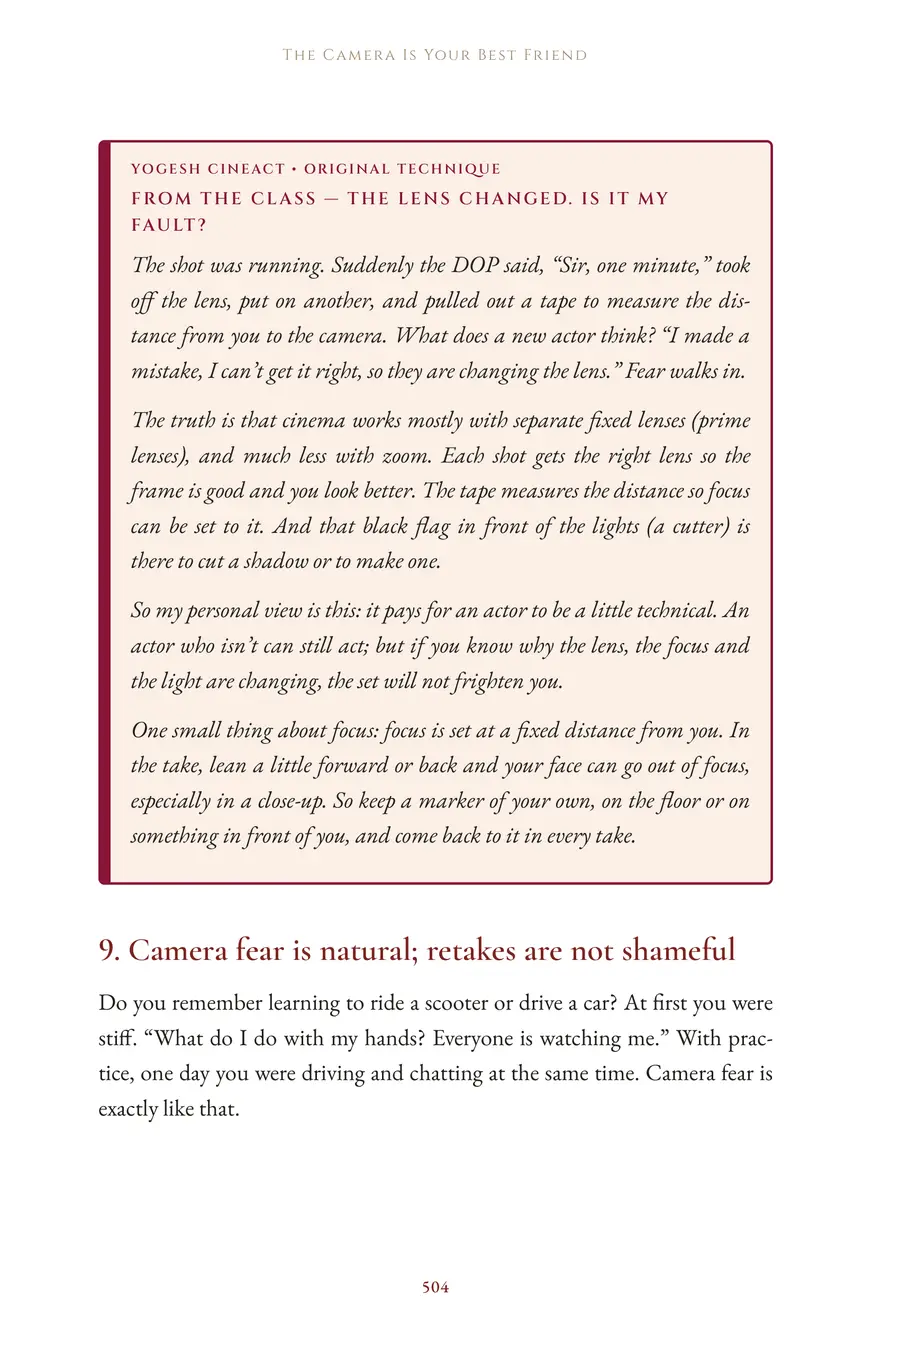 The Camera Is Your Best Friend
YOGESH CINEACT • ORIGINAL TECHNIQUE
FROM THE CLASS — THE LENS CHANGED. IS IT MY
FAULT?
The shot was running. Suddenly the DOP said, “Sir, one minute,” took
off the lens, put on another, and pulled out a tape to measure the dis-
tance from you to the camera. What does a new actor think? “I made a
mistake, I can’t get it right, so they are changing the lens.” Fear walks in.
The truth is that cinema works mostly with separate fixed lenses (prime
lenses), and much less with zoom. Each shot gets the right lens so the
frame is good and you look better. The tape measures the distance so focus
can be set to it. And that black flag in front of the lights (a cutter) is
there to cut a shadow or to make one.
So my personal view is this: it pays for an actor to be a little technical. An
actor who isn’t can still act; but if you know why the lens, the focus and
the light are changing, the set will not frighten you.
One small thing about focus: focus is set at a fixed distance from you. In
the take, lean a little forward or back and your face can go out of focus,
especially in a close-up. So keep a marker of your own, on the floor or on
something in front of you, and come back to it in every take.
9. Camera fear is natural; retakes are not shameful
Do you remember learning to ride a scooter or drive a car? At first you were
stiff. “What do I do with my hands? Everyone is watching me.” With prac-
tice, one day you were driving and chatting at the same time. Camera fear is
exactly like that.
504